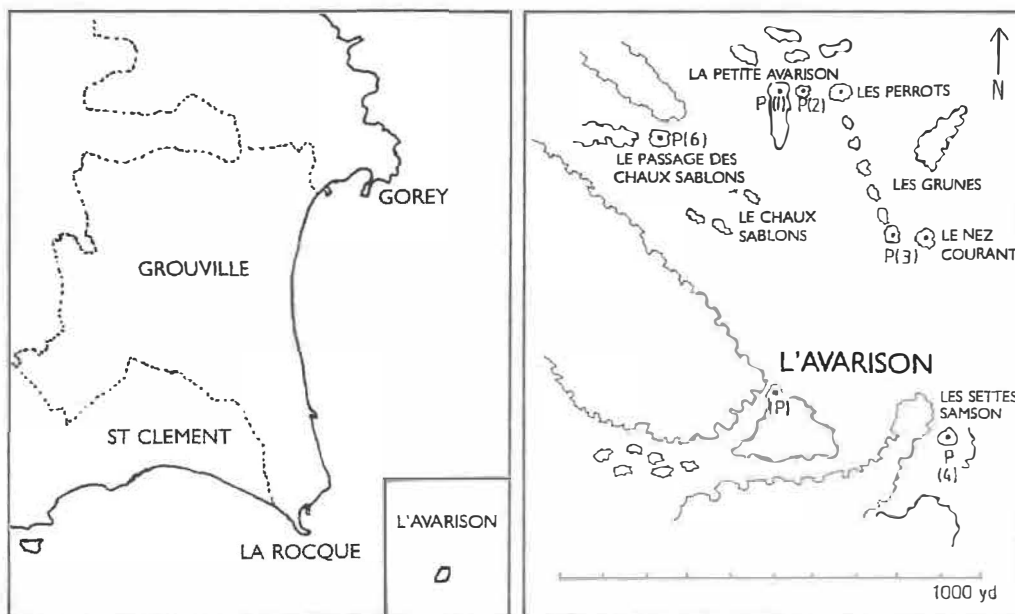 GOREY
GROUVILLE
ST CLEMENT
LA ROCQUE
L'AVARISON
N
LA PETITE AVARISON
P(1)
P(2)
LES PERROTS
P(6)
LE PASSAGE DES
CHAUX SABLONS
LES GRUNES
LE CHAUX
SABLONS
P(3)
LE NEZ
COURANT
L'AVARISON
(P)
LES SETTES
SAMSON
P
(4)
1000 yd